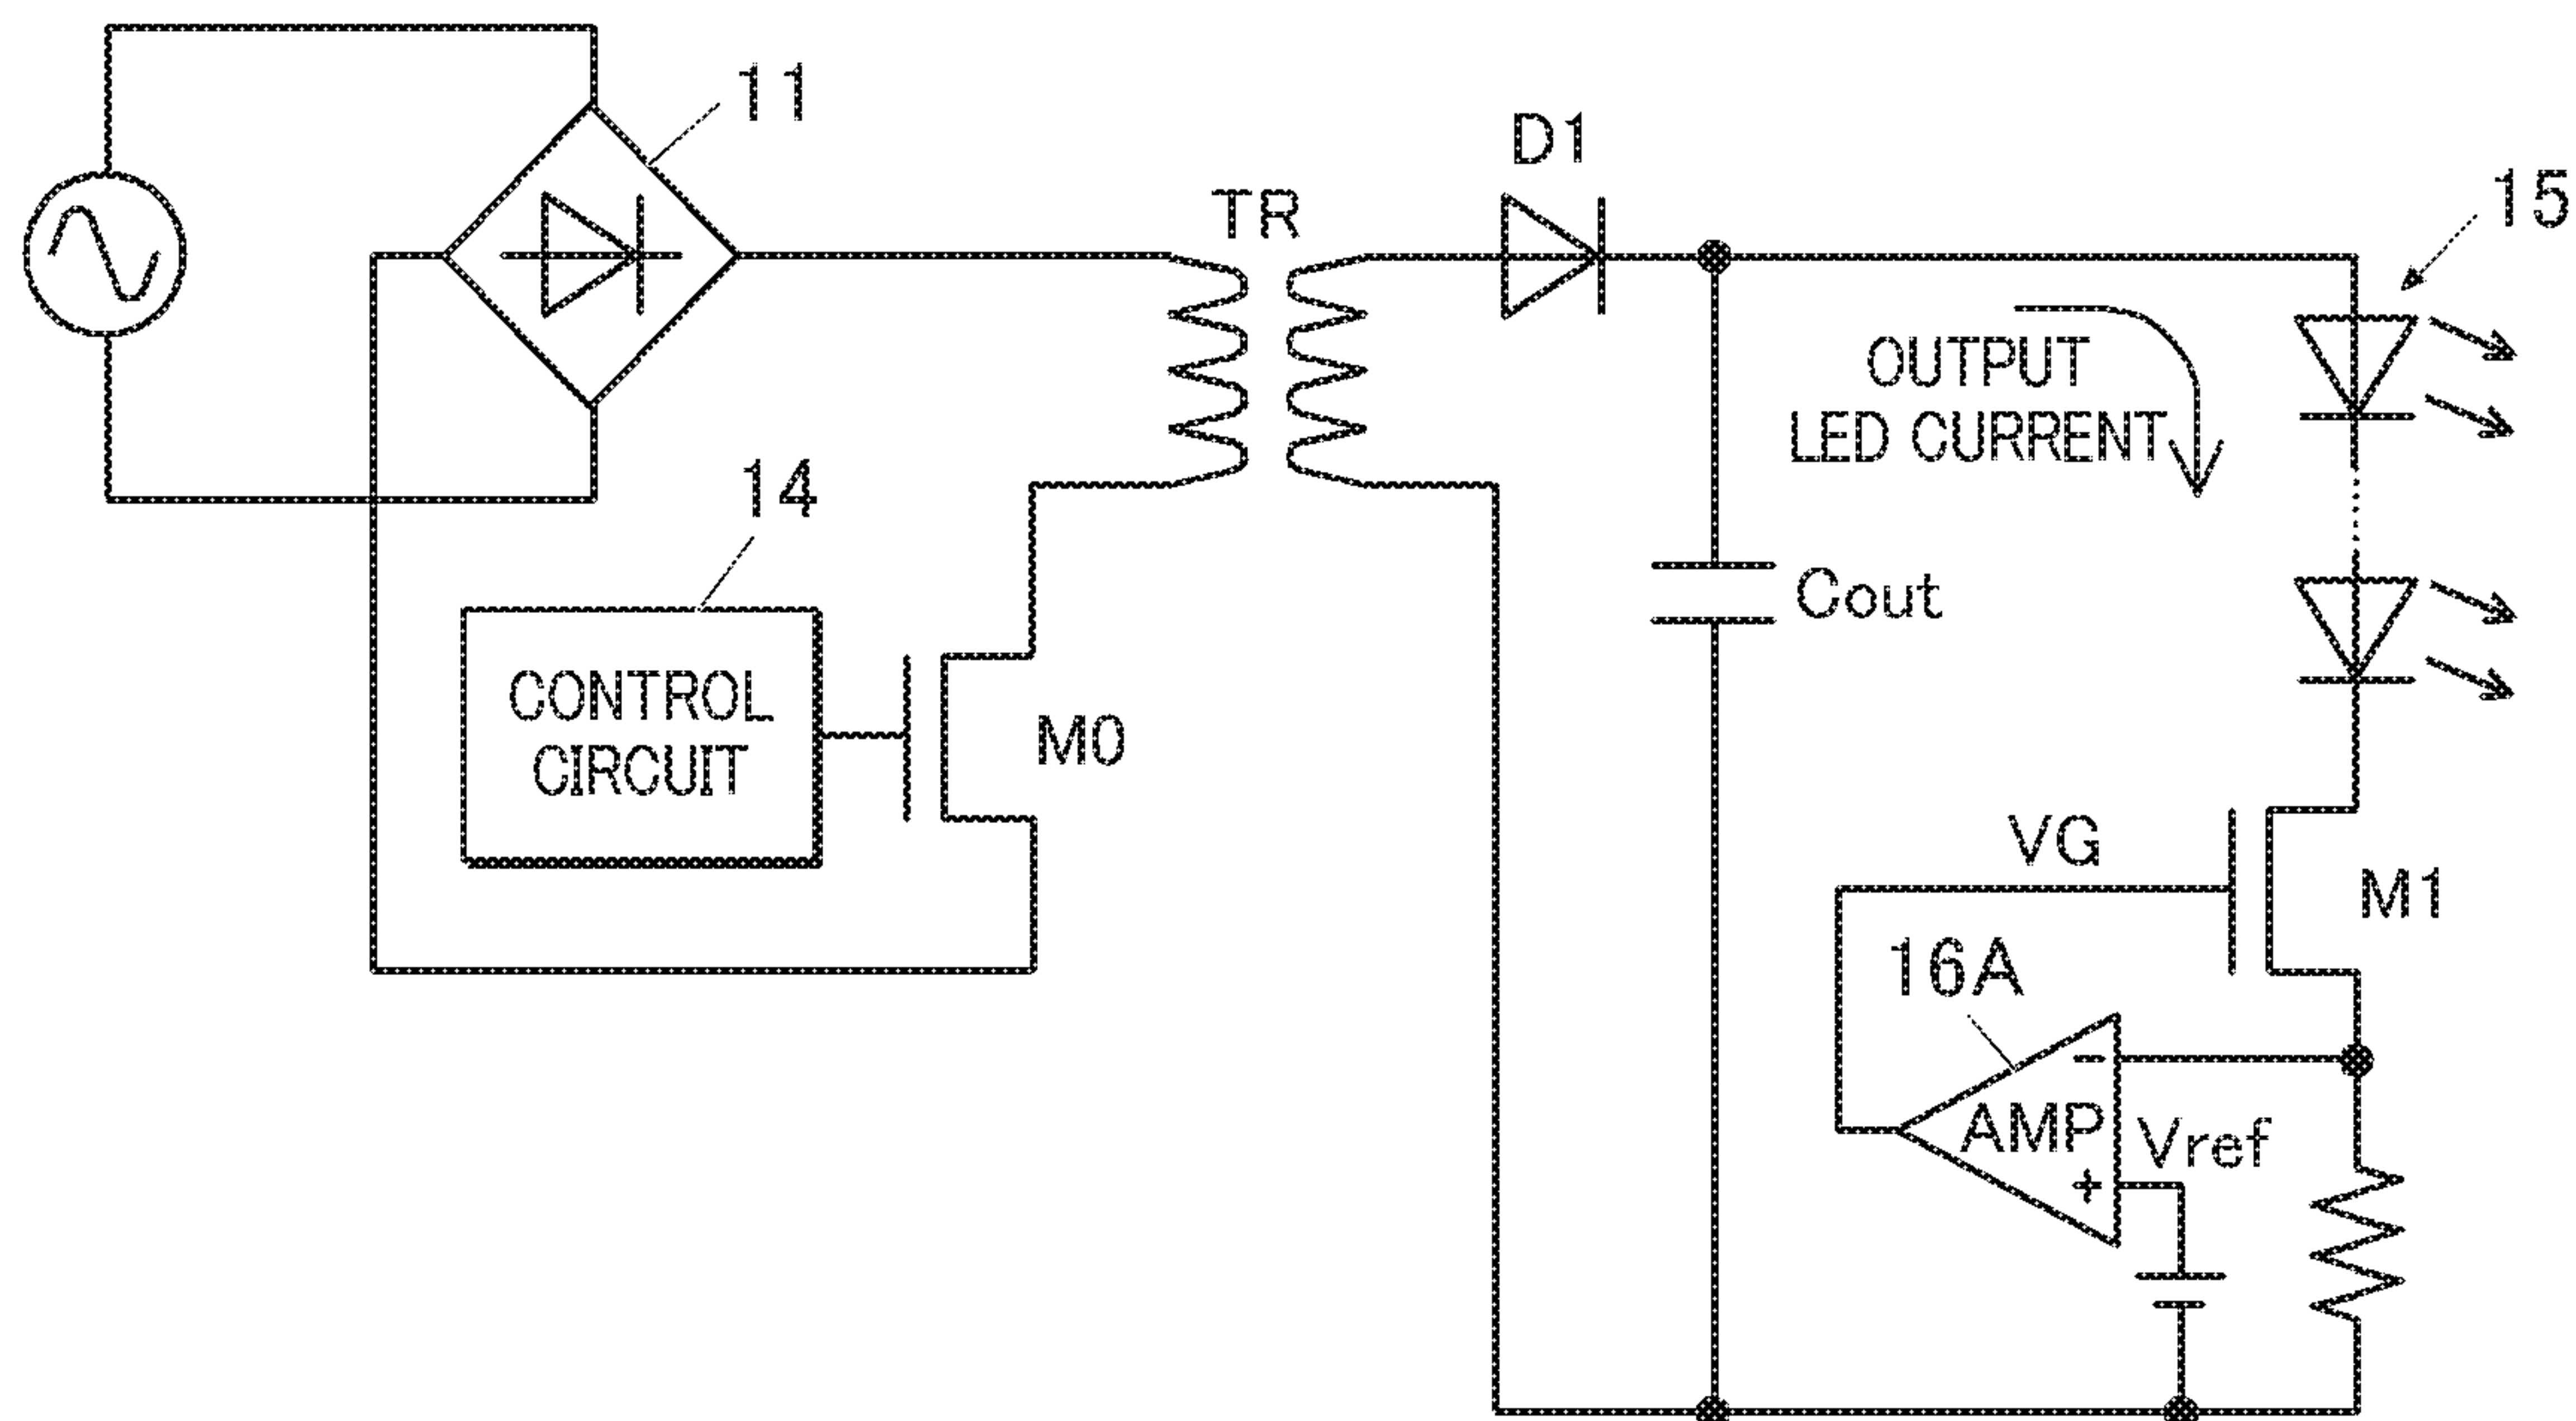 11
D1
TR
15
OUTPUT
LED CURRENT
14
Cout
CONTROL
CIRCUIT
M0
VG
M1
16A
−
AMP
Vref
+